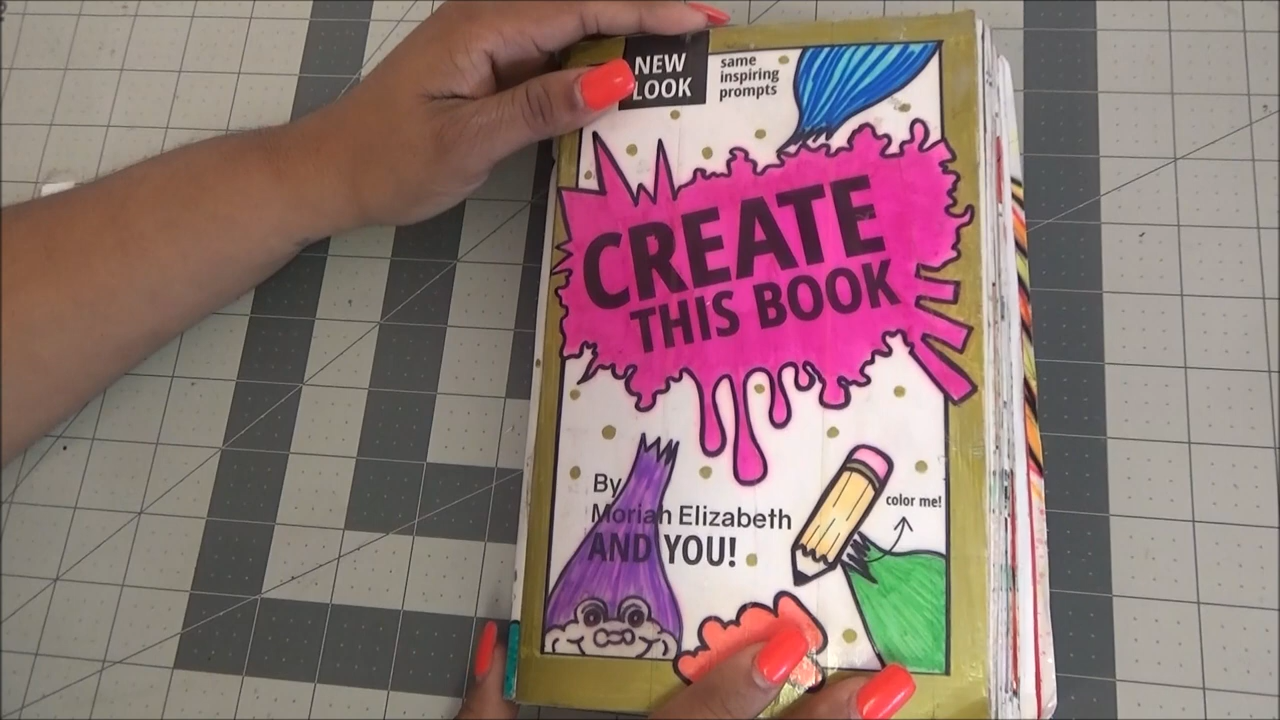 NEW
LOOK
same
inspiring
prompts
CREATE
THIS BOOK
By
Moriah Elizabeth
AND YOU!
color me!